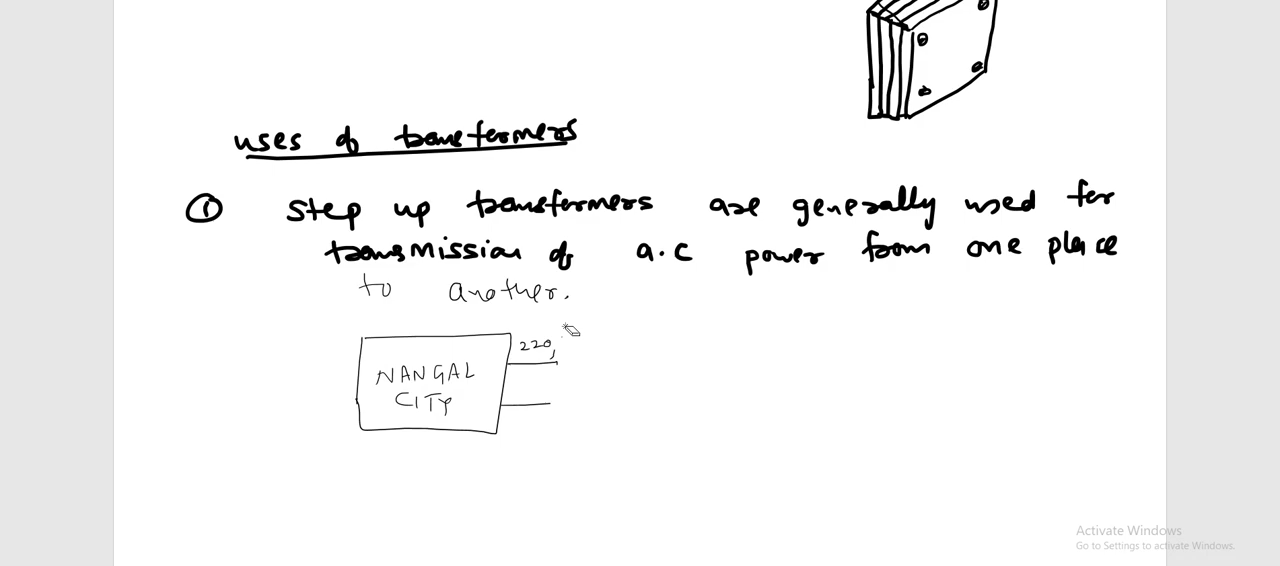 uses of transformers
① step up transformers are generally used for
transmission of a.c power from one place
to another.
220,
NANGAL
CITY
Activate Windows
Go to Settings to activate Windows.